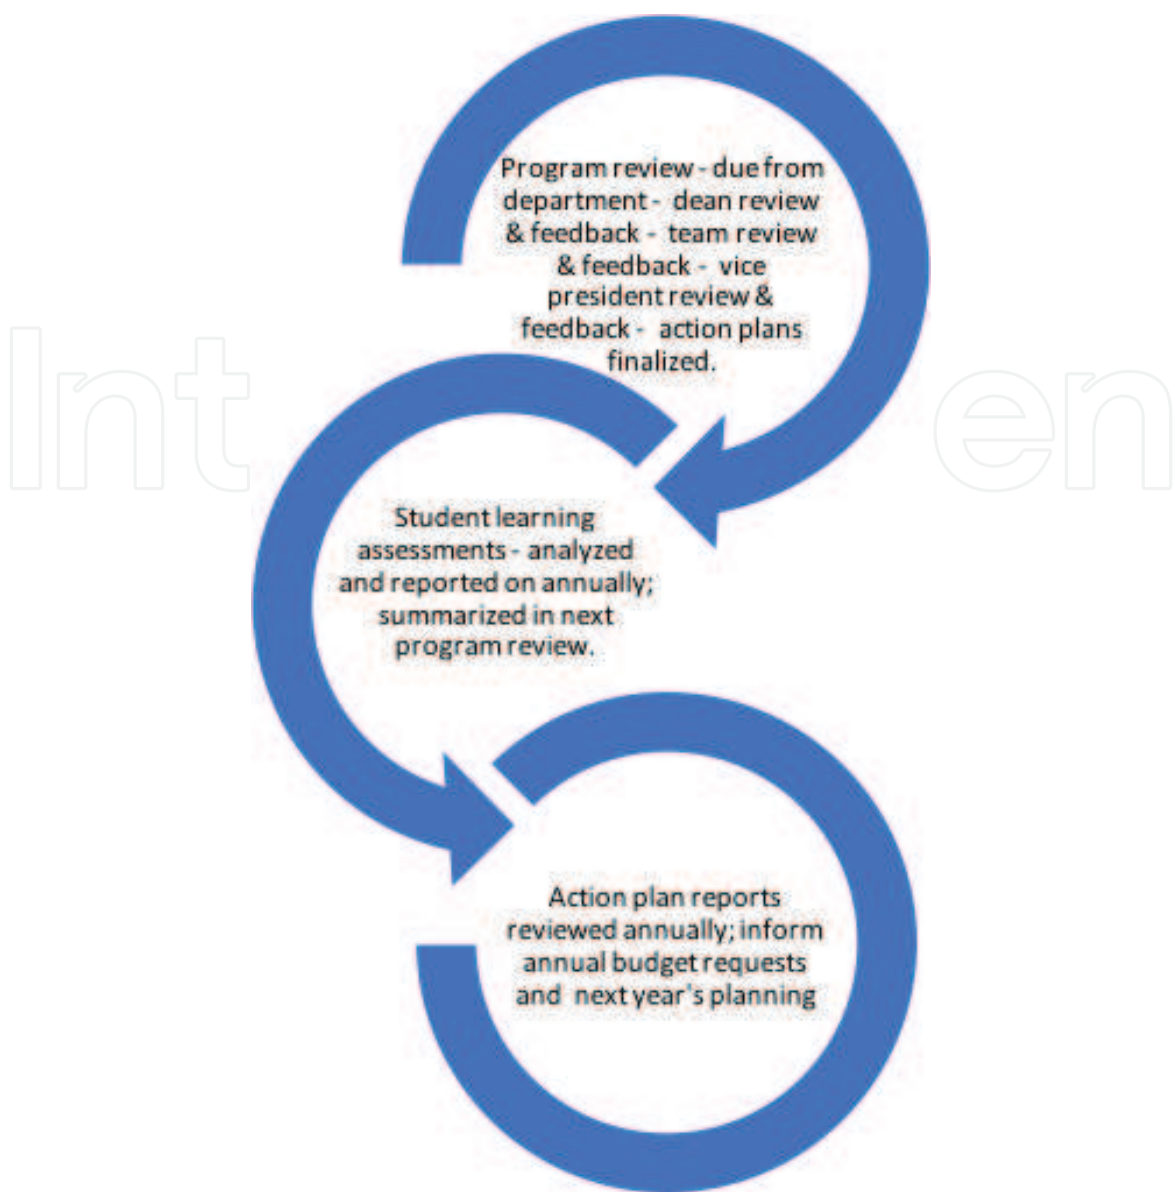 Program review - due from
department - dean review
& feedback - team review
& feedback - vice
president review &
feedback - action plans
finalized.
Int
en
Student learning
assessments - analyzed
and reported on annually;
summarized in next
program review.
Action plan reports
reviewed annually; inform
annual budget requests
and next year's planning